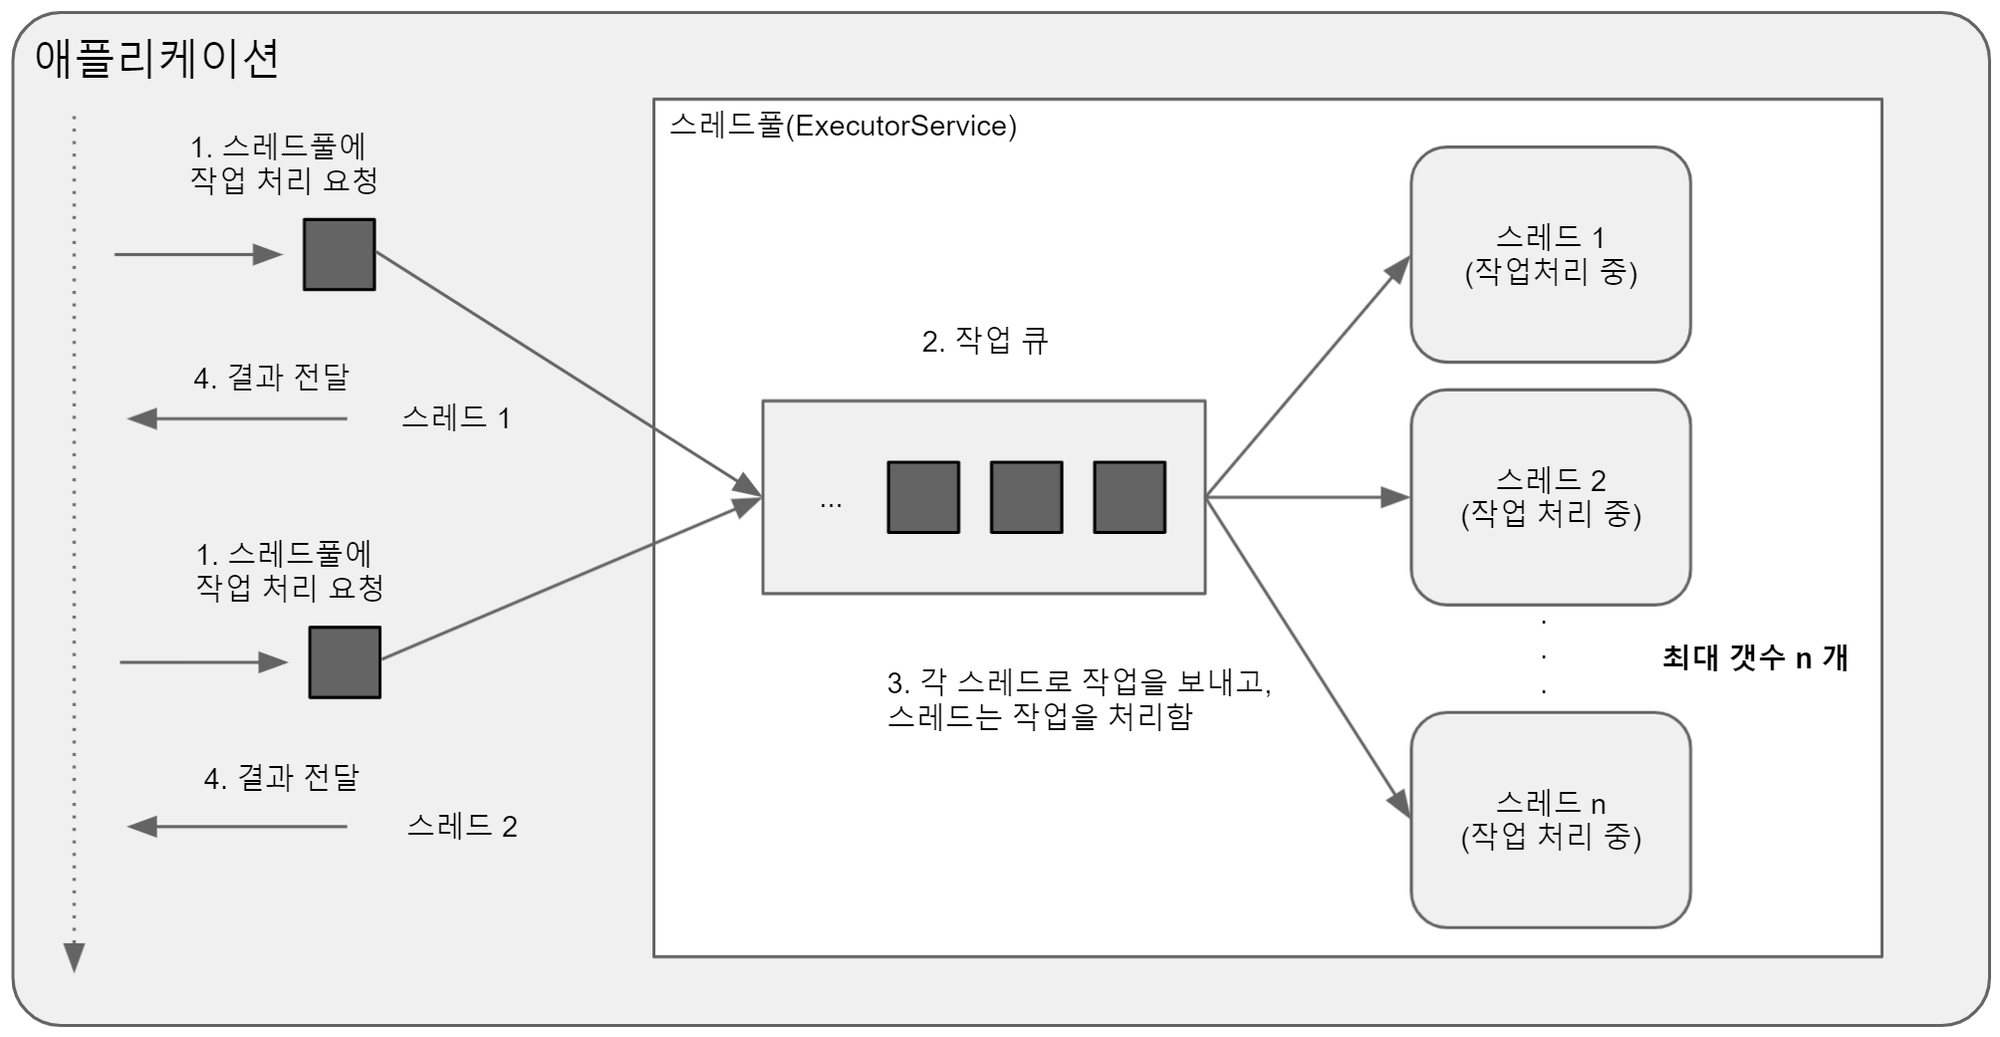 애플리케이션
1. 스레드풀에
작업 처리 요청
4. 결과 전달
스레드 1
1. 스레드풀에
작업 처리 요청
4. 결과 전달
스레드 2
스레드풀(ExecutorService)
2. 작업 큐
...
3. 각 스레드로 작업을 보내고,
스레드는 작업을 처리함
스레드 1
(작업처리 중)
스레드 2
(작업 처리 중)
.
.
.
최대 갯수 n 개
스레드 n
(작업 처리 중)